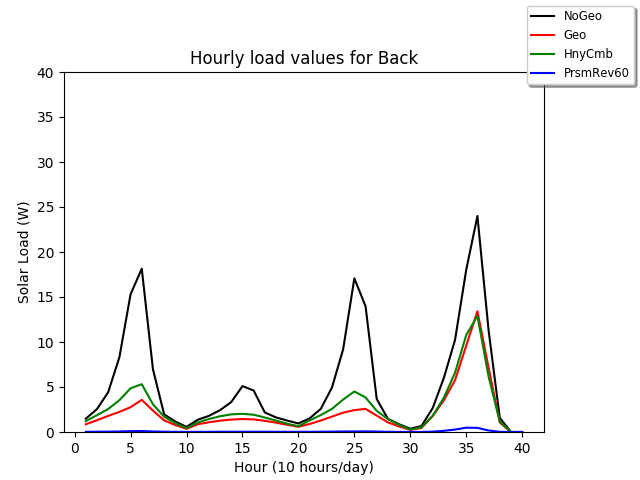 NoGeo
Geo
HnyCmb
PrsmRev60
Hourly load values for Back
Solar Load (W)
40
35
30
25
20
15
10
5
0
0 5 10 15 20 25 30 35 40
Hour (10 hours/day)